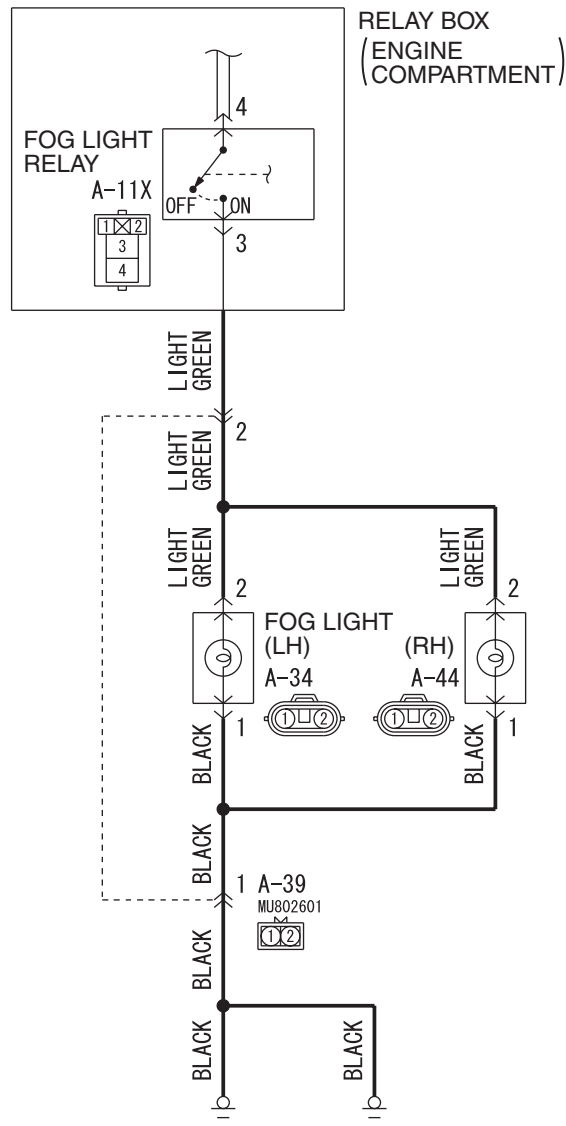 RELAY BOX
(ENGINE
COMPARTMENT)
4
FOG LIGHT
RELAY
A-11X
OFF
ON
1
2
3
4
3
LIGHT
GREEN
2
LIGHT
GREEN
LIGHT
GREEN
LIGHT
GREEN
2
2
FOG LIGHT
(LH)
(RH)
A-34
A-44
1 2
1 2
1
1
BLACK
BLACK
BLACK
1 A-39
MU802601
1 2
BLACK
BLACK
BLACK